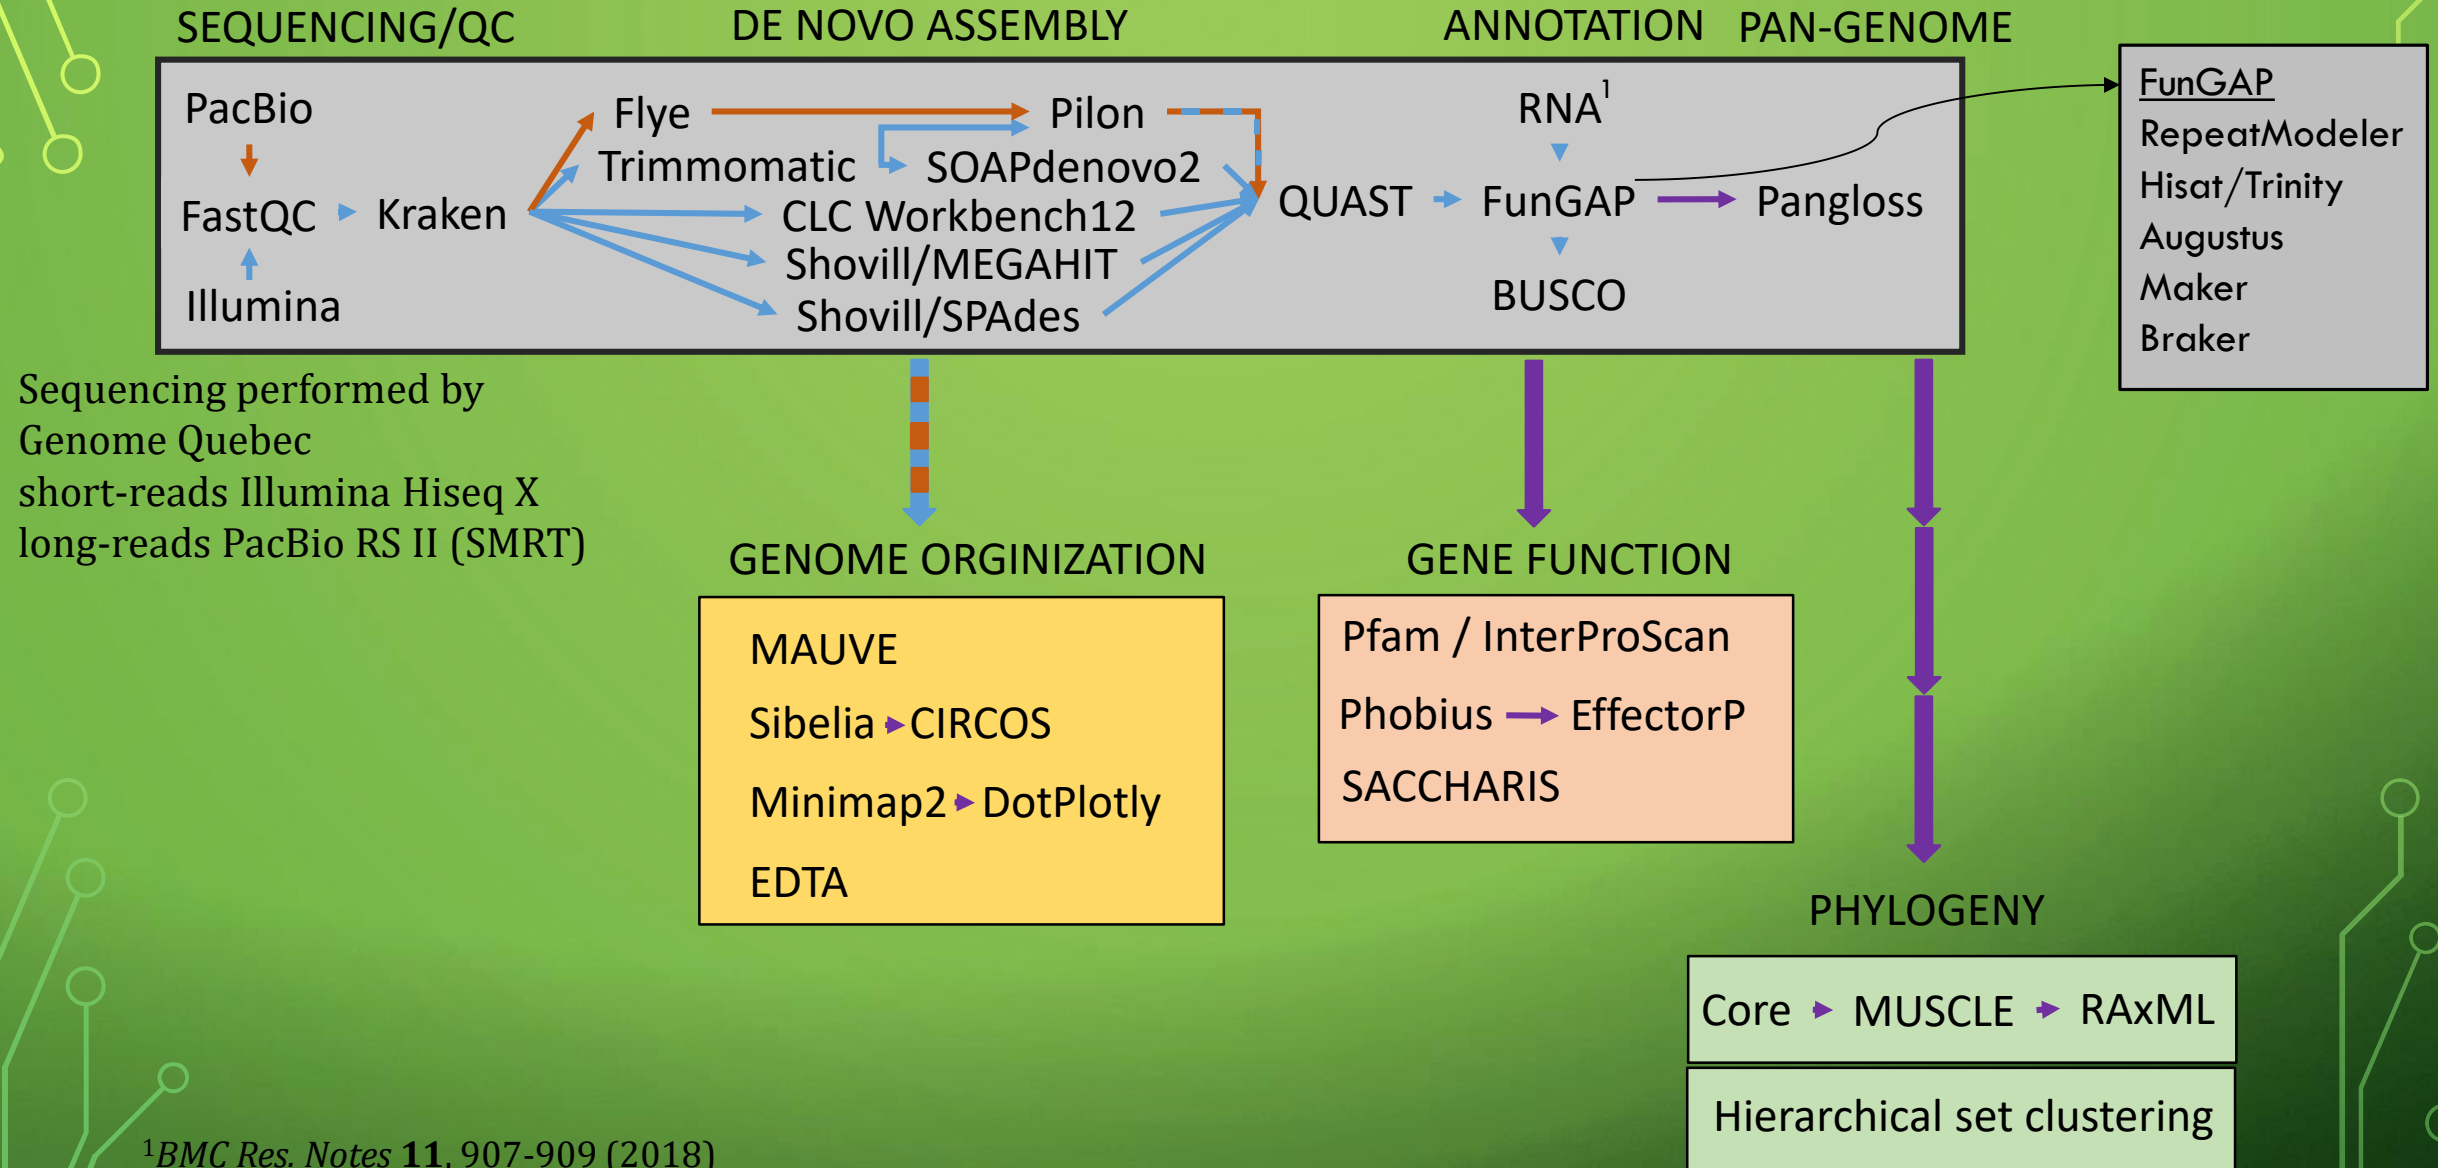 SEQUENCING/QC
DE NOVO ASSEMBLY
ANNOTATION
PAN-GENOME
PacBio
FastQC
Illumina
Kraken
Flye
Pilon
Trimmomatic
SOAPdenovo2
CLC Workbench12
Shovill/MEGAHIT
Shovill/SPAdes
QUAST
RNA¹
FunGAP
BUSCO
Pangloss
FunGAP
RepeatModeler
Hisat/Trinity
Augustus
Maker
Braker
Sequencing performed by
Genome Quebec
short-reads Illumina Hiseq X
long-reads PacBio RS II (SMRT)
GENOME ORGINIZATION
MAUVE
Sibelia
CIRCOS
Minimap2
DotPlotly
EDTA
GENE FUNCTION
Pfam / InterProScan
Phobius
EffectorP
SACCHARIS
PHYLOGENY
Core
MUSCLE
RAxML
Hierarchical set clustering
¹BMC Res. Notes 11, 907-909 (2018)